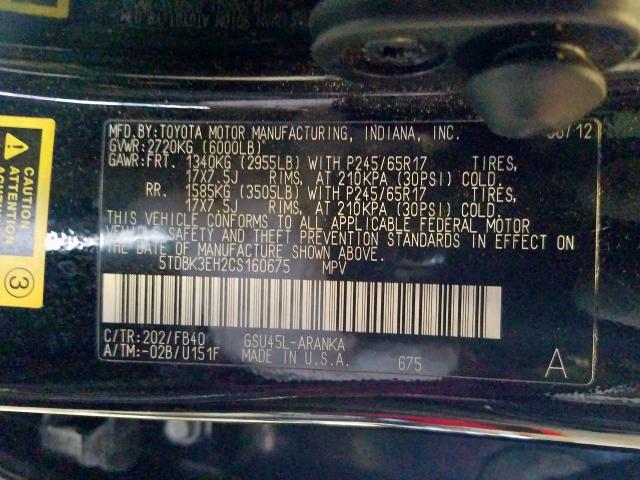 MFD.BY:TOYOTA MOTOR MANUFACTURING, INDIANA, INC. /12
GVWR:2720KG (6000LB)
GAWR:FRT. 1340KG (2955LB) WITH P245/65R17 TIRES,
17X7.5J RIMS, AT 210KPA (30PSI) COLD.
RR. 1585KG (3505LB) WITH P245/65R17 TIRES,
17X7.5J RIMS, AT 210KPA (30PSI) COLD.
THIS VEHICLE CONFORMS TO ALL APPLICABLE FEDERAL MOTOR
VEHICLE SAFETY AND THEFT PREVENTION STANDARDS IN EFFECT ON
THE DATE OF MANUFACTURE SHOWN ABOVE.
5TDBK3EH2CS160675 MPV
C/TR:202/FB40 GSU45L-ARANKA
A/TM:-02B/U151F MADE IN U.S.A. 675
A
CAUTION
ATTENTION
3